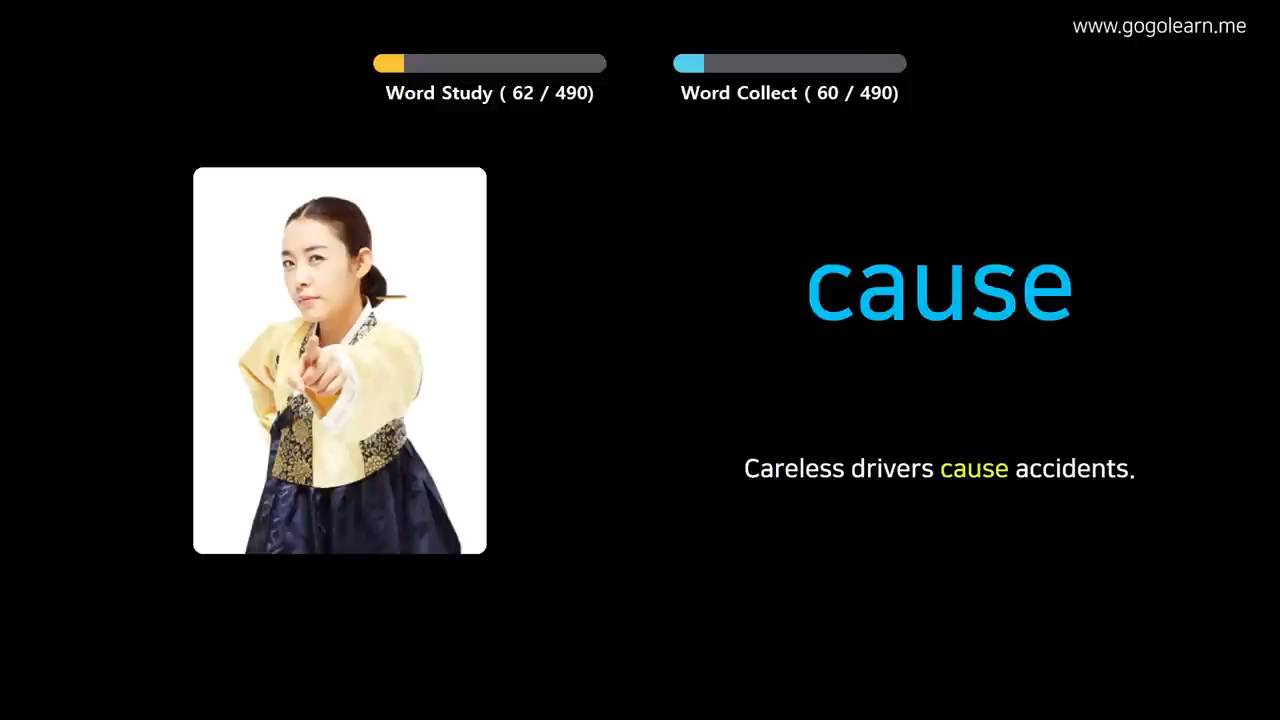 www.gogolearn.me
Word Study ( 62 / 490)
Word Collect ( 60 / 490)
cause
Careless drivers cause accidents.